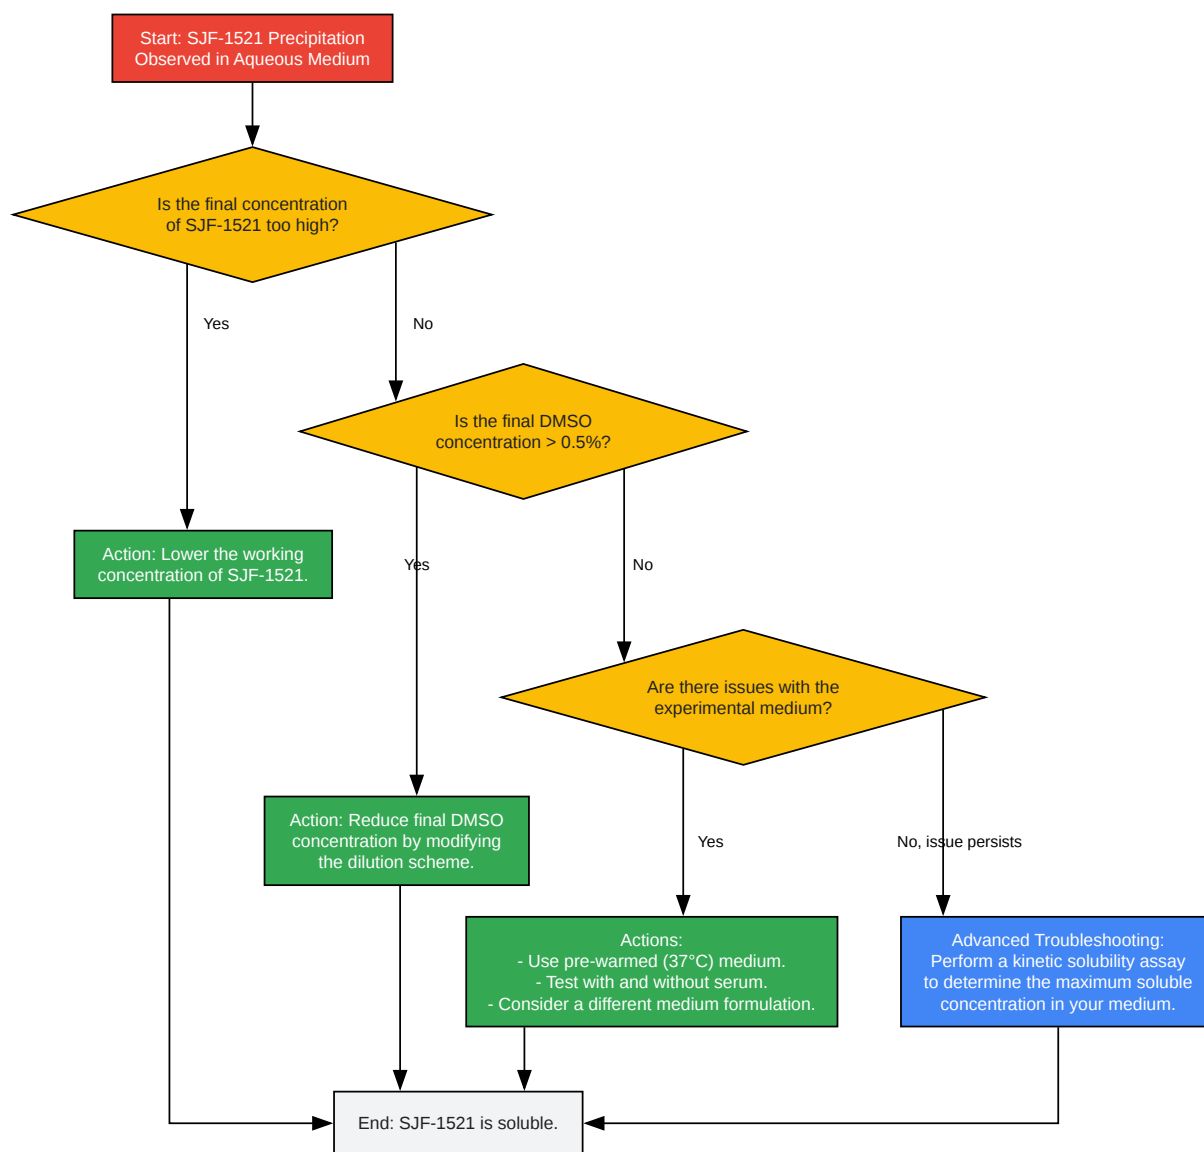 Start: SJF-1521 Precipitation
Observed in Aqueous Medium
Is the final concentration
of SJF-1521 too high?
Yes
No
Is the final DMSO
concentration > 0.5%?
Action: Lower the working
concentration of SJF-1521.
Yes
No
Are there issues with the
experimental medium?
Action: Reduce final DMSO
concentration by modifying
the dilution scheme.
Yes
No, issue persists
Actions:
- Use pre-warmed (37°C) medium.
- Test with and without serum.
- Consider a different medium formulation.
Advanced Troubleshooting:
Perform a kinetic solubility assay
to determine the maximum soluble
concentration in your medium.
End: SJF-1521 is soluble.